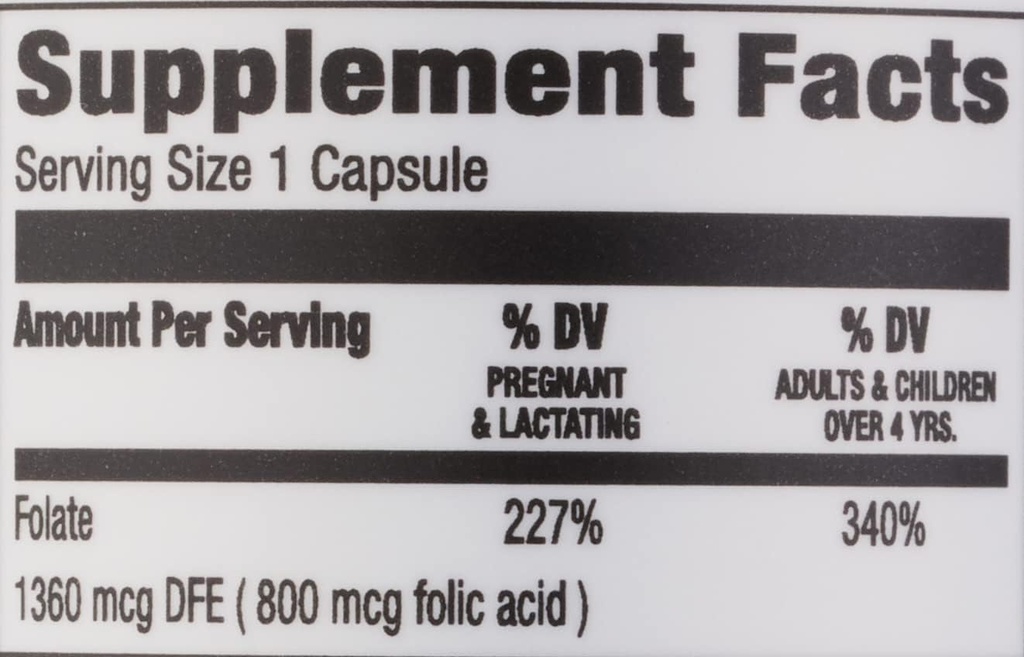 Supplement Facts
Serving Size 1 Capsule
Amount Per Serving % DV % DV
PREGNANT ADULTS & CHILDREN
& LACTATING OVER 4 YRS.
Folate 227% 340%
1360 mcg DFE ( 800 mcg folic acid )